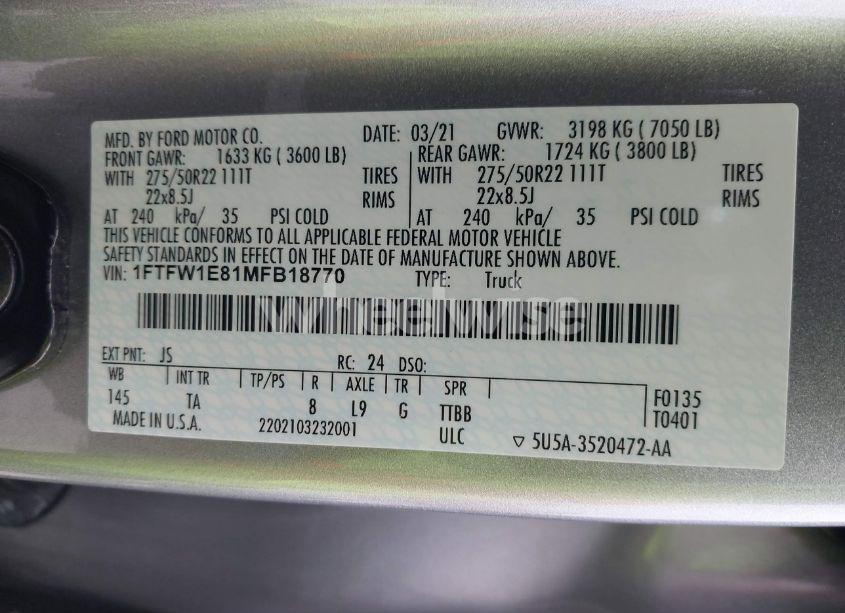 MFD. BY FORD MOTOR CO. DATE: 03/21 GVWR: 3198 KG ( 7050 LB)
FRONT GAWR: 1633 KG ( 3600 LB) REAR GAWR: 1724 KG ( 3800 LB)
WITH 275/50R22 111T TIRES WITH 275/50R22 111T TIRES
22x8.5J RIMS 22x8.5J RIMS
AT 240 kPa/ 35 PSI COLD AT 240 kPa/ 35 PSI COLD
THIS VEHICLE CONFORMS TO ALL APPLICABLE FEDERAL MOTOR VEHICLE
SAFETY STANDARDS IN EFFECT ON THE DATE OF MANUFACTURE SHOWN ABOVE.
VIN: 1FTFW1E81MFB18770 TYPE: Truck
Wheelwise
EXT PNT: JS RC: 24 DSO:
WB INT TR TP/PS R AXLE TR SPR
145 TA 8 L9 G TTBB
F0135
T0401
MADE IN U.S.A. 2202103232001 ULC ▽ 5U5A-3520472-AA